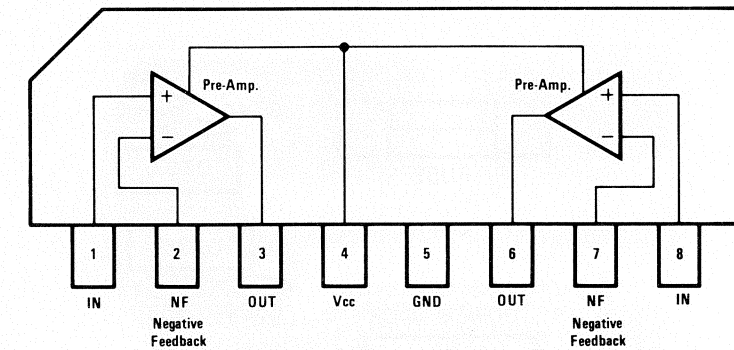 Pre-Amp. Pre-Amp.
+ +
− −
1 2 3 4 5 6 7 8
IN NF OUT Vcc GND OUT NF IN
Negative Negative
Feedback Feedback